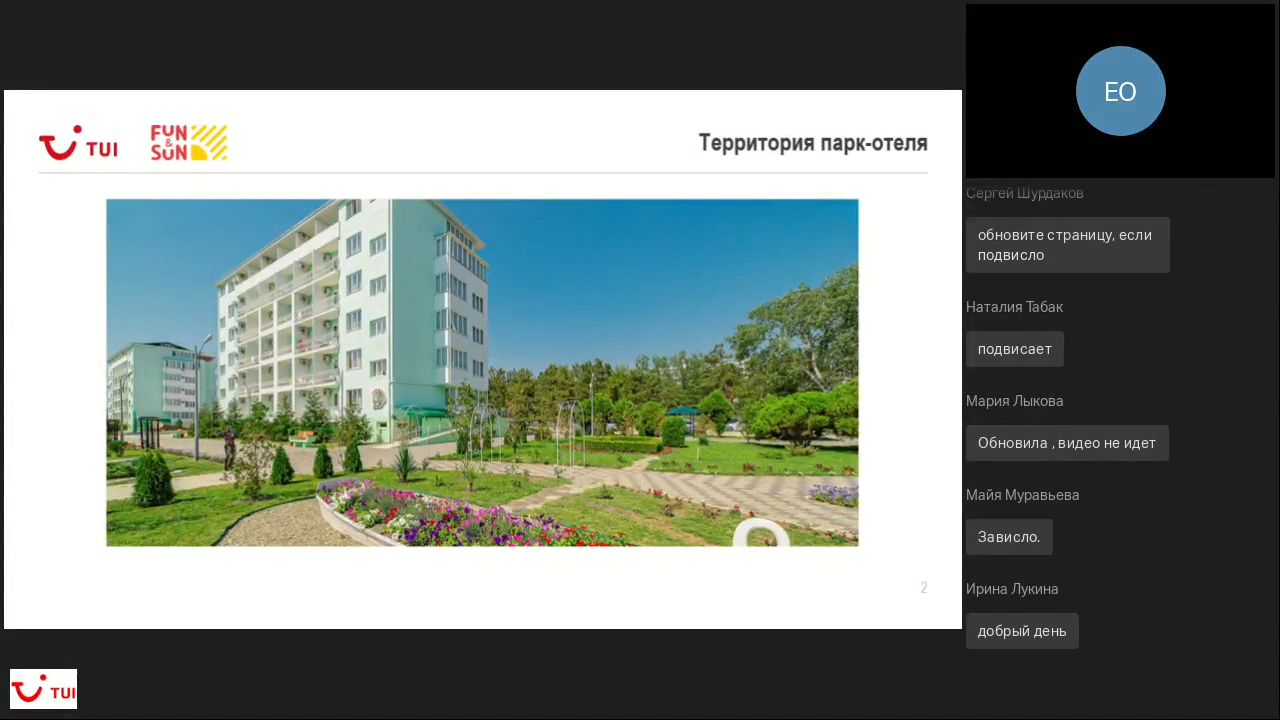 TUI
FUN
&
SUN
Территория парк-отеля
2
TUI
EO
Сергей Шурдаков
обновите страницу, если
подвисло
Наталия Табак
подвисает
Мария Лыкова
Обновила , видео не идет
Майя Муравьева
Зависло.
Ирина Лукина
добрый день